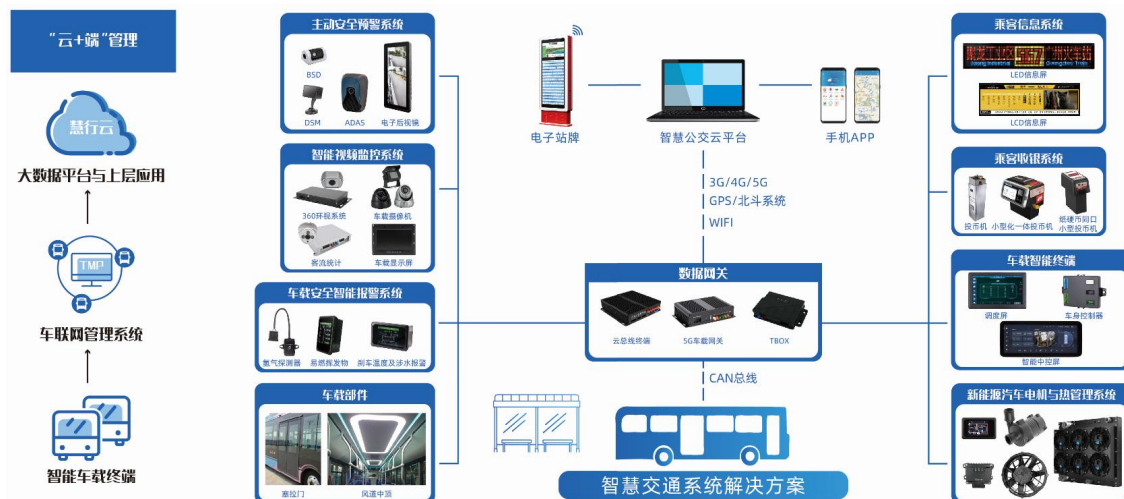 “云+端”管理
慧行云
大数据平台与上层应用
TMP
车联网管理系统
智能车载终端
主动安全预警系统
BSD
DSM
ADAS
电子后视镜
智能视频监控系统
360环视系统
车载摄像机
客流统计
车载显示屏
车载安全智能报警系统
氢气探测器
易燃挥发物
刹车温度及涉水报警
车载部件
塞拉门
风道中顶
电子站牌
智慧公交云平台
手机APP
3G/4G/5G
GPS/北斗系统
WIFI
数据网关
云总线终端
5G车载网关
TBOX
CAN总线
智慧交通系统解决方案
乘客信息系统
LED信息屏
LCD信息屏
乘客收银系统
投币机
小型化一体投币机
纸硬币同口
小型投币机
车载智能终端
调度屏
车身控制器
智能中控屏
新能源汽车电机与热管理系统